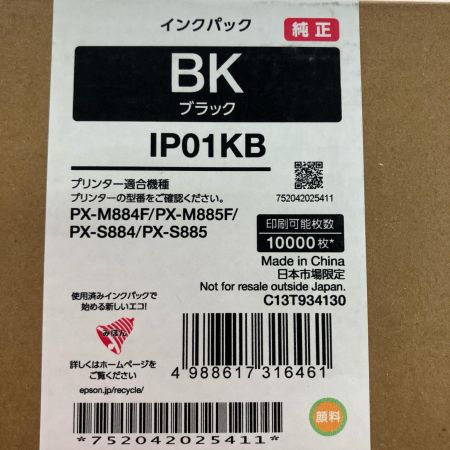 インクパック
純正
BK
ブラック
IP01KB
プリンター適合機種
プリンターの型番をご確認ください。
PX-M884F/PX-M885F/
PX-S884/PX-S885
752042025411
印刷可能枚数
10000枚*
Made in China
日本市場限定
Not for resale outside Japan.
C13T934130
使用済みインクパックで
始める新しいエコ!
みほん
詳しくはホームページを
ご覧ください
epson.jp/recycle/
4 988617 316461
顔料
*752042025411*